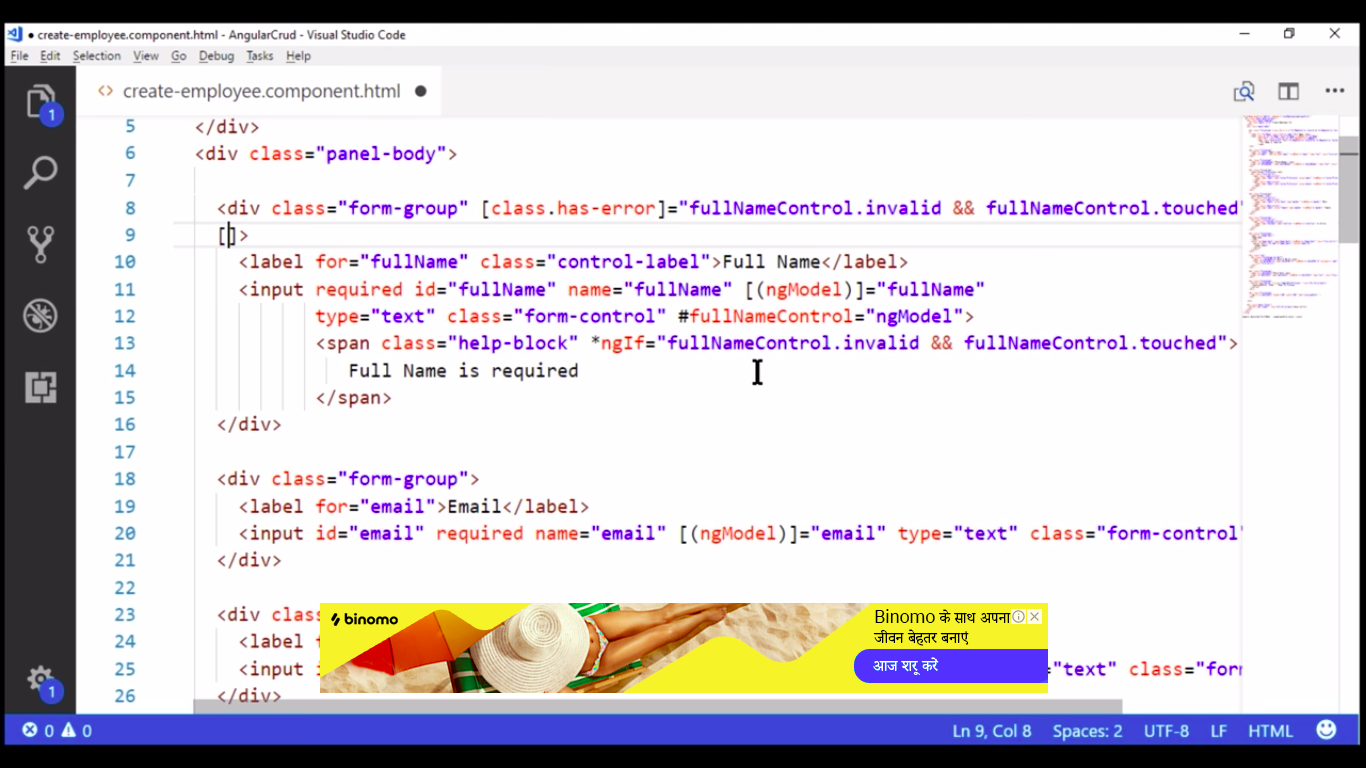 create-employee.component.html - AngularCrud - Visual Studio Code
File Edit Selection View Go Debug Tasks Help
<> create-employee.component.html
1
5 </div>
6 <div class="panel-body">
7
8 <div class="form-group" [class.has-error]="fullNameControl.invalid && fullNameControl.touched"
9 []>
10 <label for="fullName" class="control-label">Full Name</label>
11 <input required id="fullName" name="fullName" [(ngModel)]="fullName"
12 type="text" class="form-control" #fullNameControl="ngModel">
13 <span class="help-block" *ngIf="fullNameControl.invalid && fullNameControl.touched">
14 Full Name is required
15 </span>
16 </div>
17
18 <div class="form-group">
19 <label for="email">Email</label>
20 <input id="email" required name="email" [(ngModel)]="email" type="text" class="form-control"
21 </div>
22
23 <div clas
24 <label f
25 <input i ="text" class="for
26 </div>
binomo
Binomo के साथ अपना
जीवन बेहतर बनाएं
आज शरू करे
1
0 0 Ln 9, Col 8 Spaces: 2 UTF-8 LF HTML